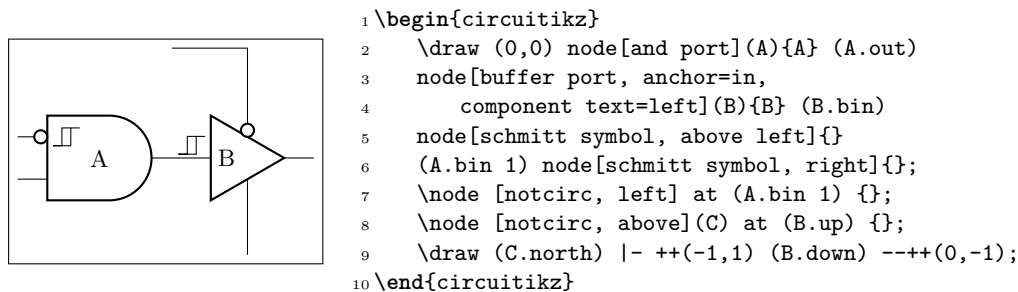 A
B
1 \begin{circuitikz}
2 \draw (0,0) node[and port](A){A} (A.out)
3 node[buffer port, anchor=in,
4 component text=left](B){B} (B.bin)
5 node[schmitt symbol, above left]{}
6 (A.bin 1) node[schmitt symbol, right]{};
7 \node [notcirc, left] at (A.bin 1) {};
8 \node [notcirc, above](C) at (B.up) {};
9 \draw (C.north) |- ++(-1,1) (B.down) --++(0,-1);
10 \end{circuitikz}